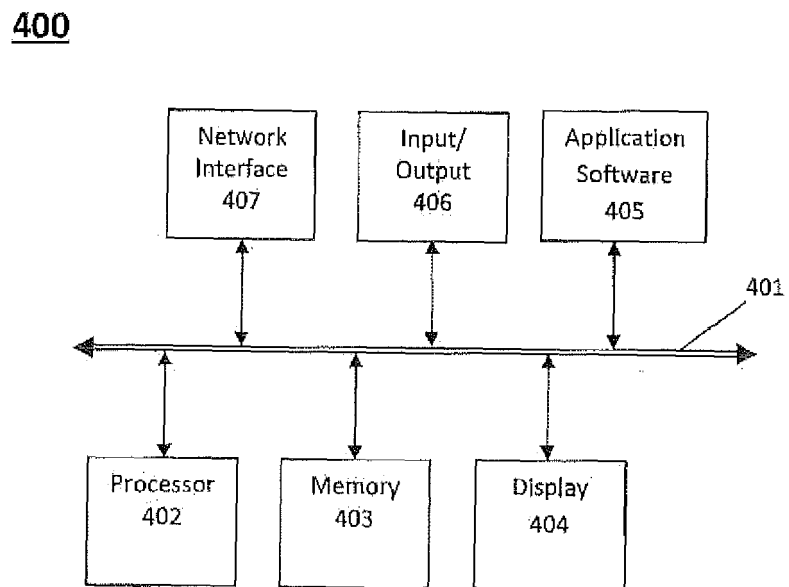 400
Network
Interface
407
Input/
Output
406
Application
Software
405
401
Processor
402
Memory
403
Display
404